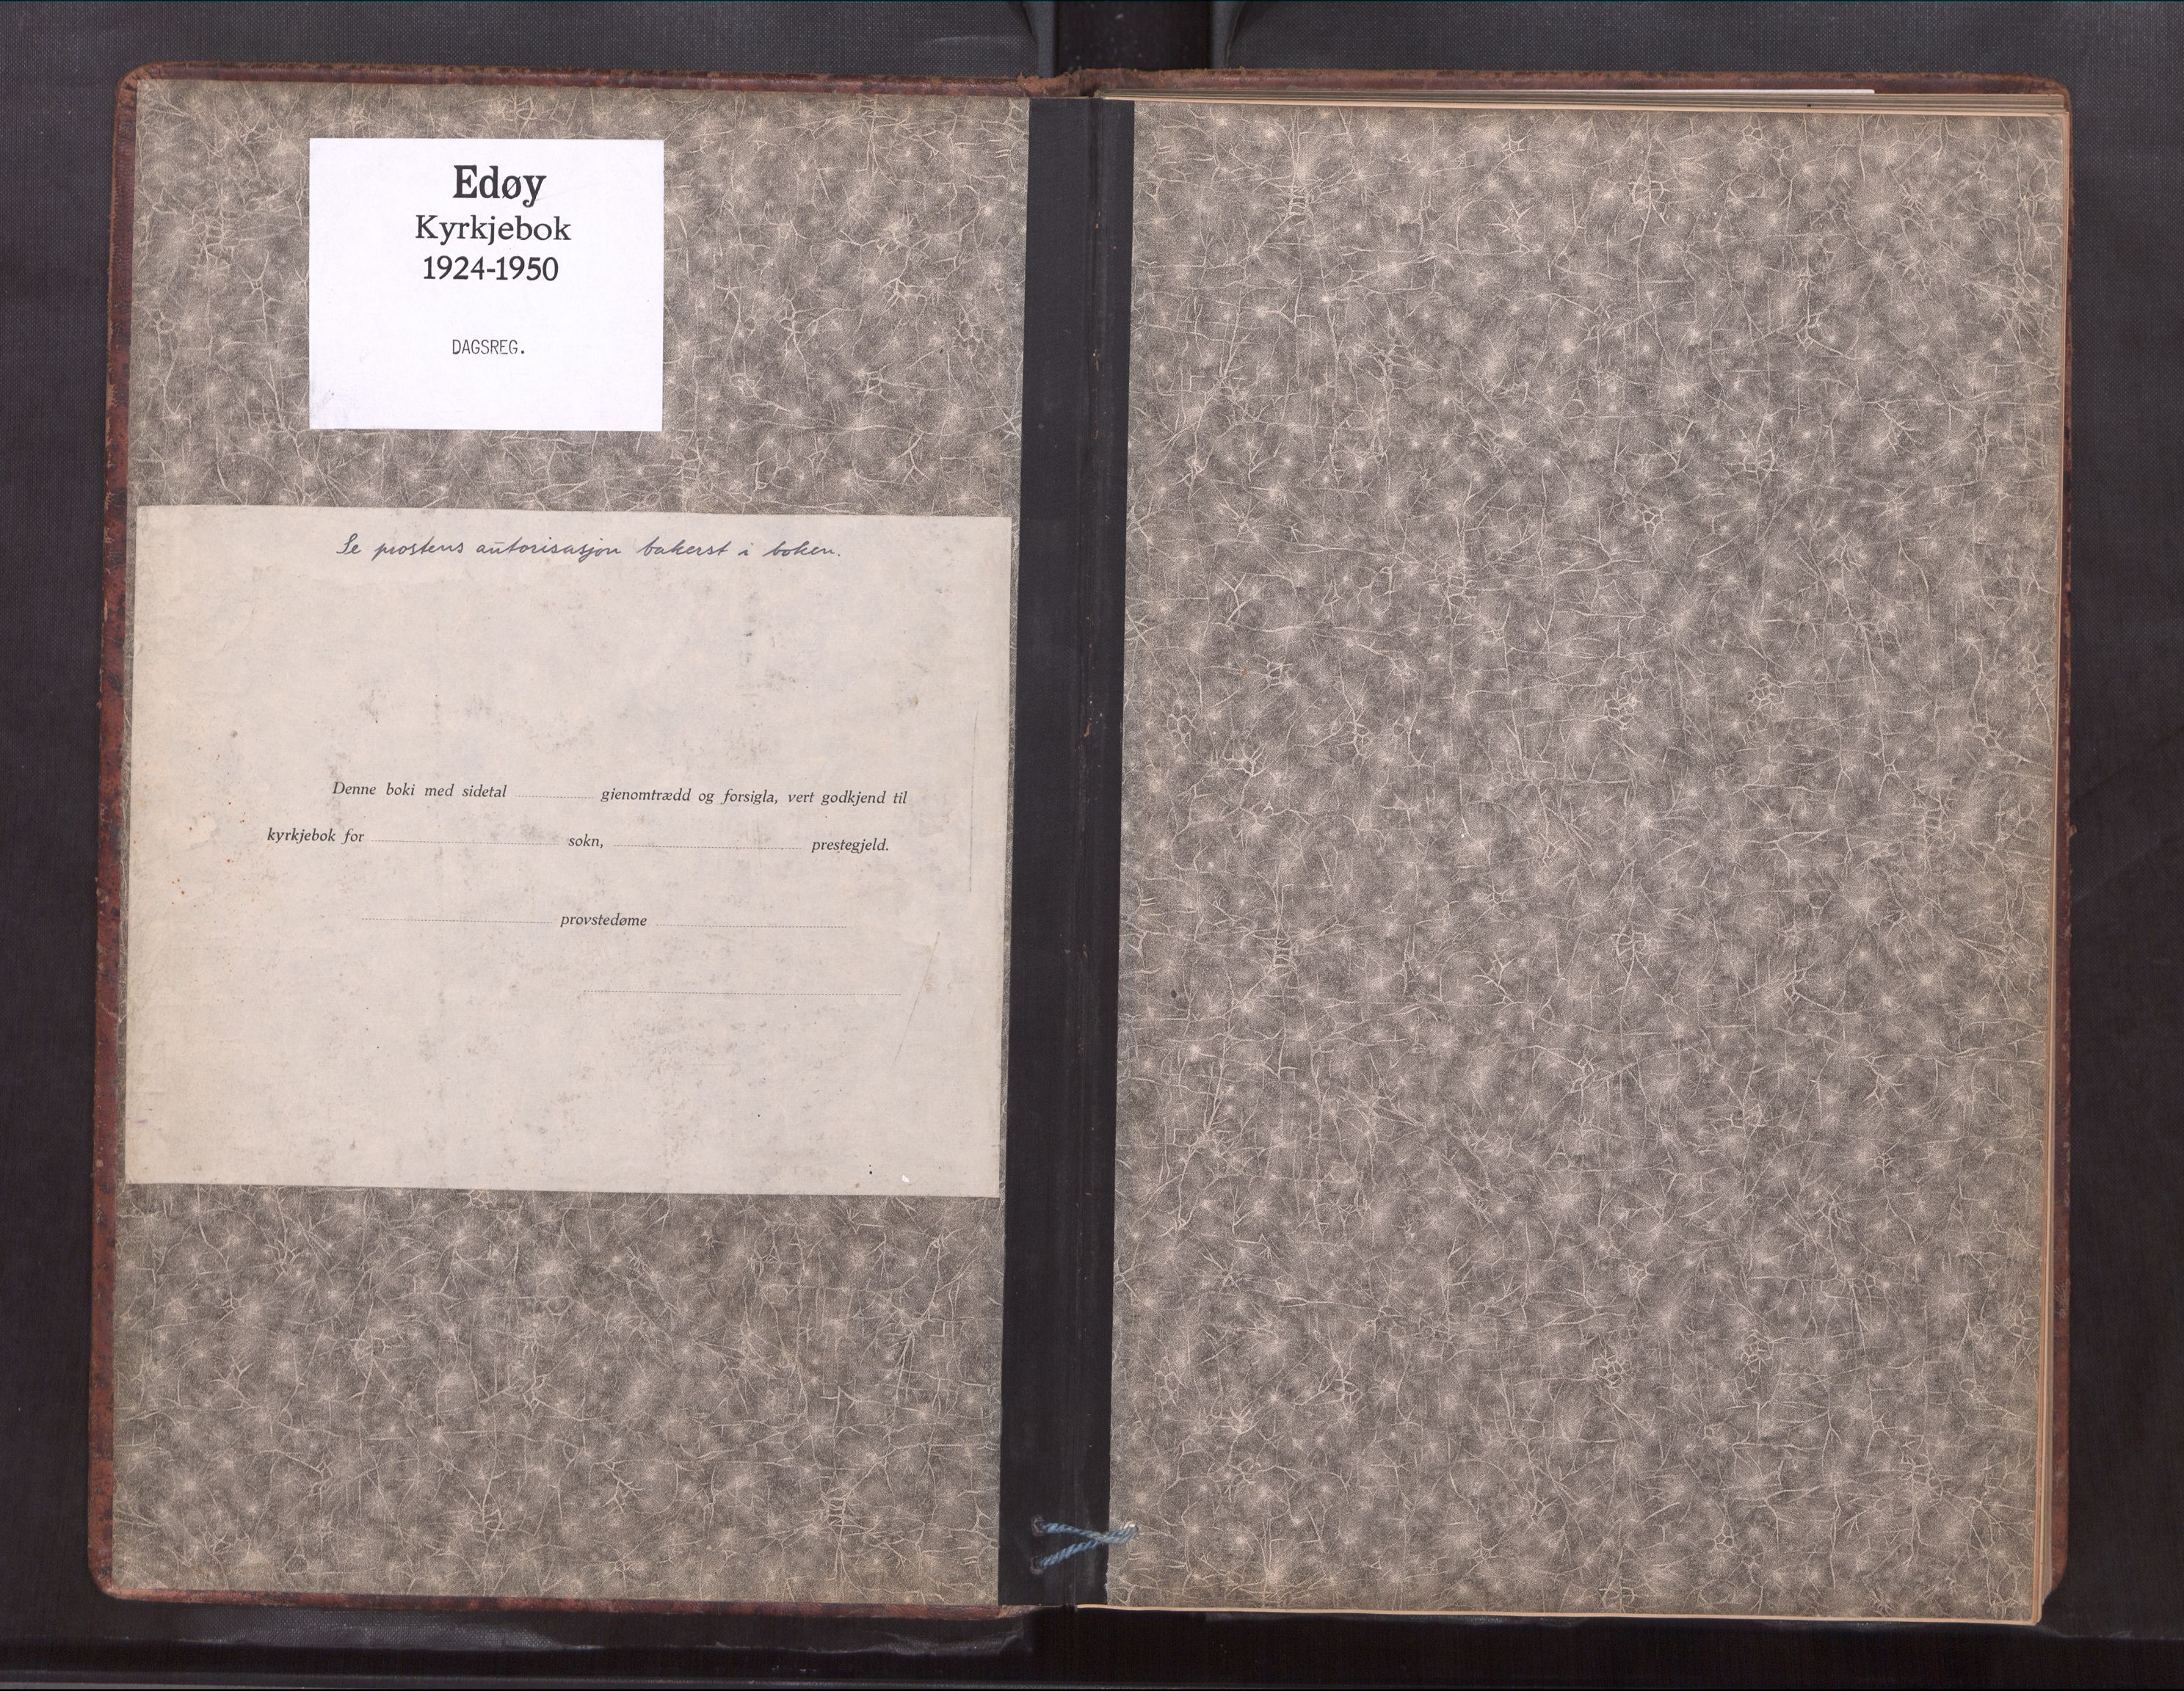 Edøy
Kyrkjebok
1924-1950
DAGSREG.
Se prostens autorisasjon bakerst i boken.
Denne boki med sidetal ............ gjenomtrædd og forsigla, vert godkjend til
kyrkjebok for ............ sokn, ............ prestegjeld.
............ provstedøme ............